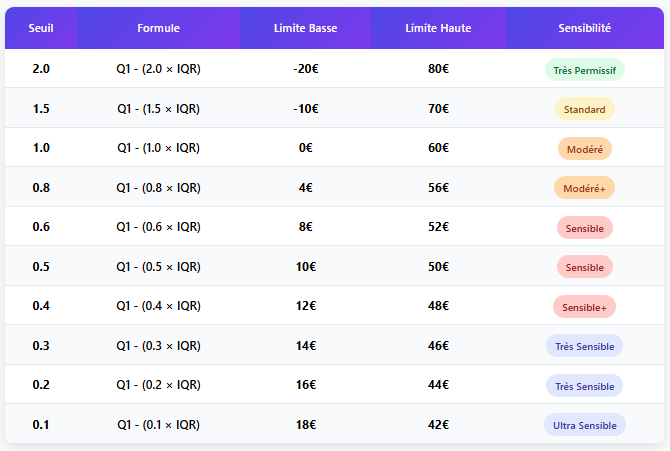 Seuil Formule Limite Basse Limite Haute Sensibilité
2.0 Q1 - (2.0 × IQR) -20€ 80€ Très Permissif
1.5 Q1 - (1.5 × IQR) -10€ 70€ Standard
1.0 Q1 - (1.0 × IQR) 0€ 60€ Modéré
0.8 Q1 - (0.8 × IQR) 4€ 56€ Modéré+
0.6 Q1 - (0.6 × IQR) 8€ 52€ Sensible
0.5 Q1 - (0.5 × IQR) 10€ 50€ Sensible
0.4 Q1 - (0.4 × IQR) 12€ 48€ Sensible+
0.3 Q1 - (0.3 × IQR) 14€ 46€ Très Sensible
0.2 Q1 - (0.2 × IQR) 16€ 44€ Très Sensible
0.1 Q1 - (0.1 × IQR) 18€ 42€ Ultra Sensible